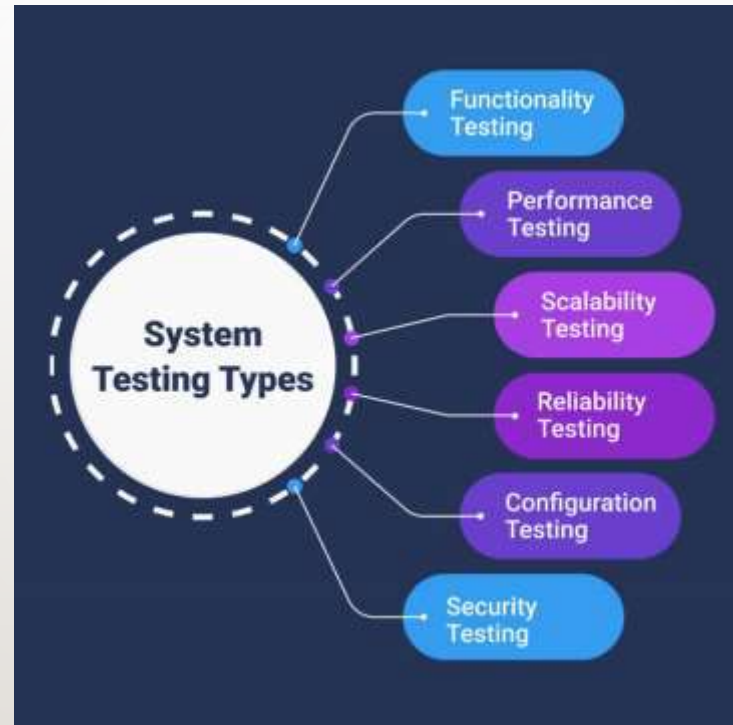 System
Testing Types
Functionality
Testing
Performance
Testing
Scalability
Testing
Reliability
Testing
Configuration
Testing
Security
Testing